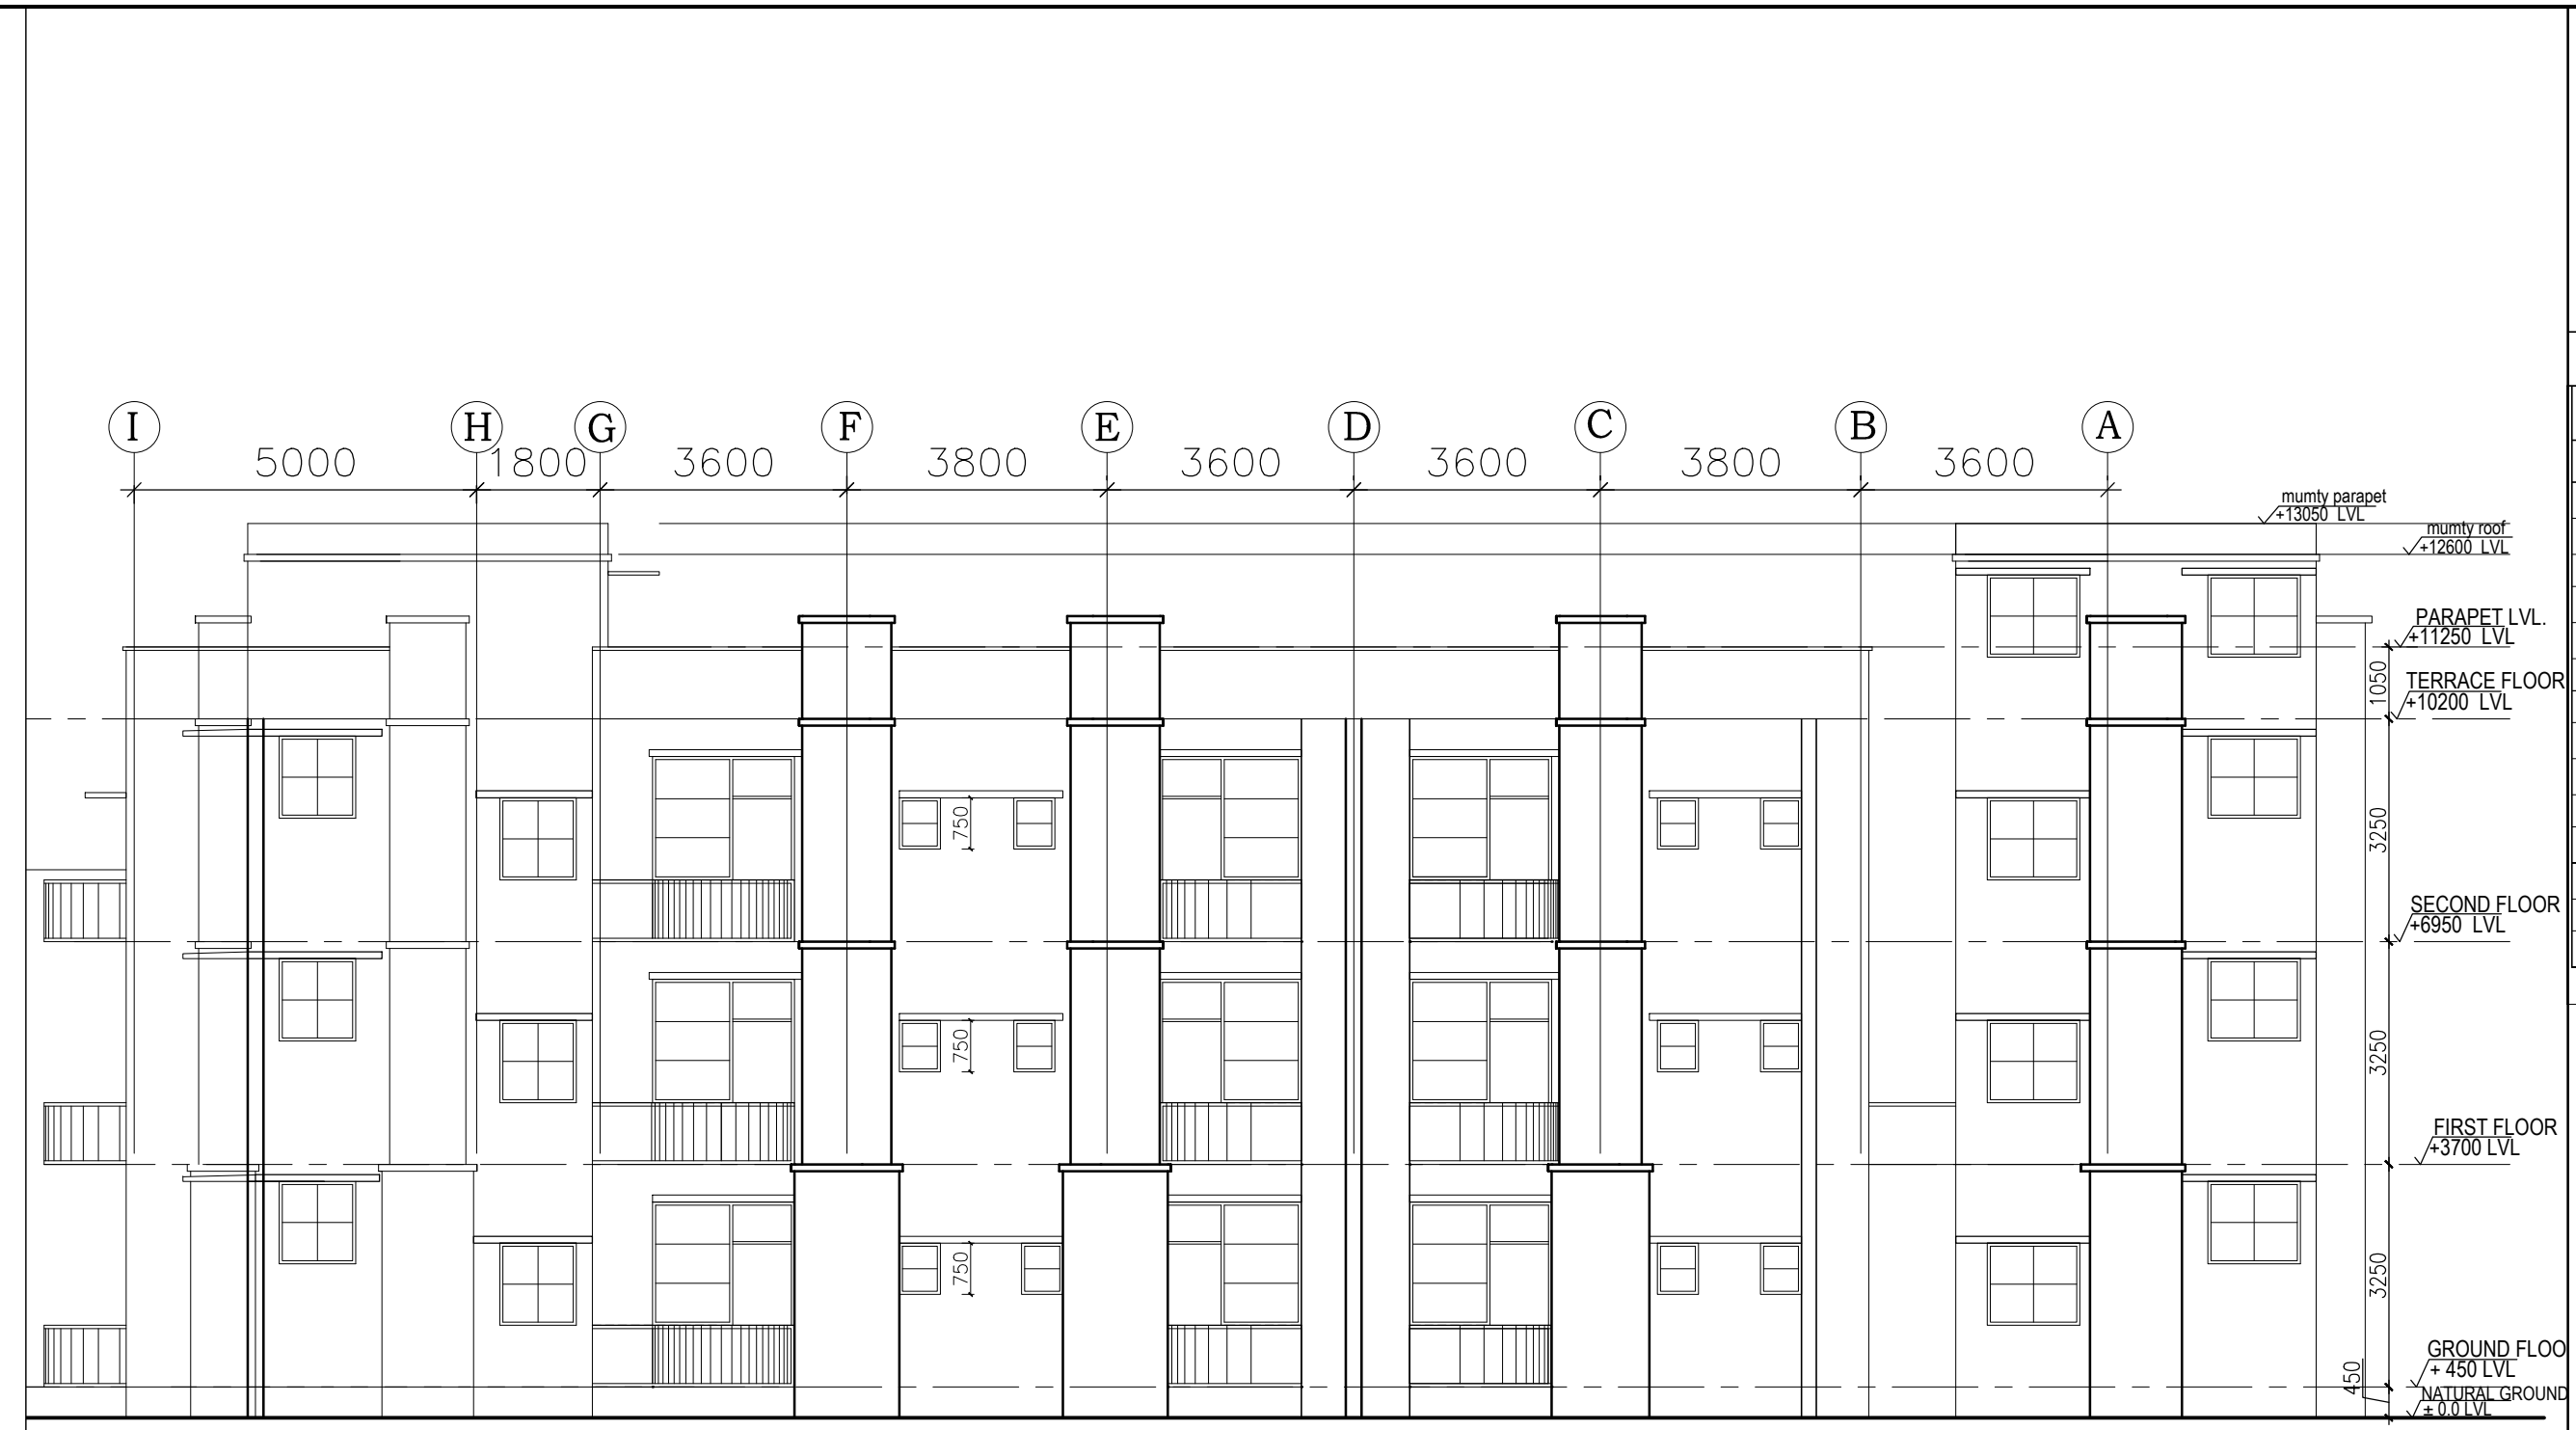 I H G F E D C B A
5000 1800 3600 3800 3600 3600 3800 3600
mumty parapet
+13050 LVL
mumty roof
+12600 LVL
PARAPET LVL.
+11250 LVL
1050
TERRACE FLOOR
+10200 LVL
750
3250
SECOND FLOOR
+6950 LVL
750
3250
FIRST FLOOR
+3700 LVL
750
3250
GROUND FLOO
+ 450 LVL
450
NATURAL GROUND
± 0.0 LVL